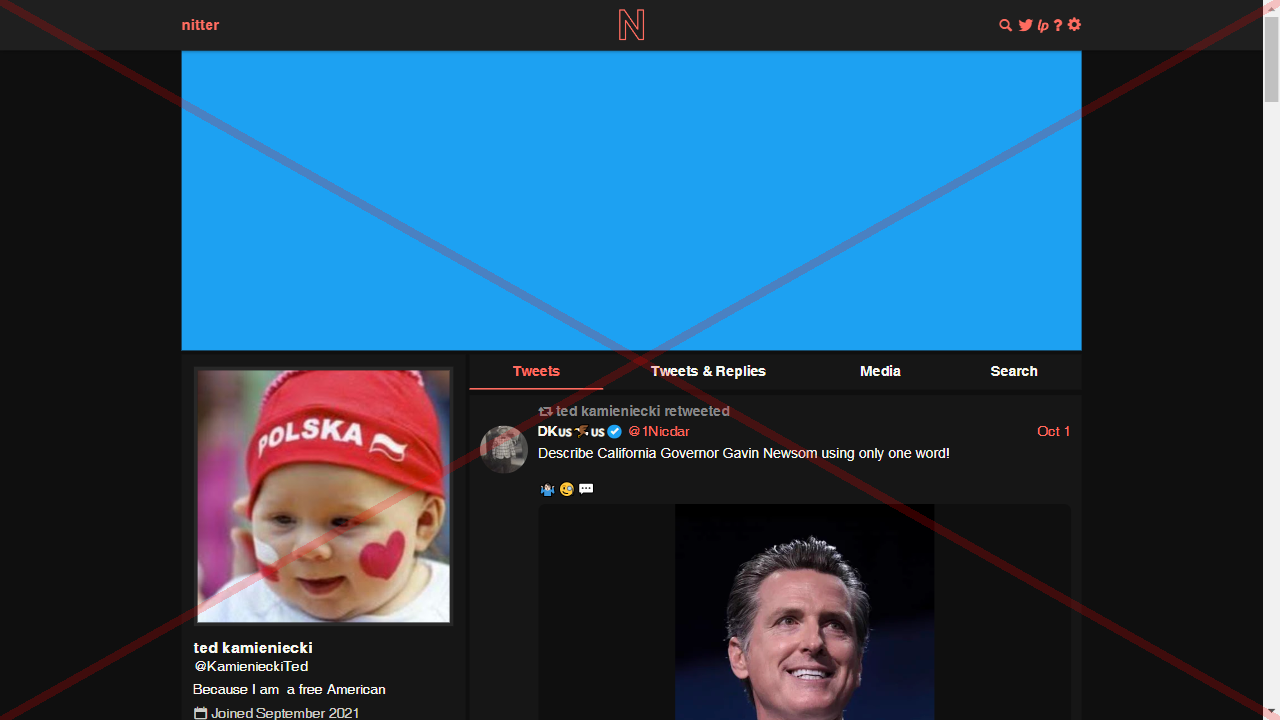 nitter
N
lp ?
Tweets
Tweets & Replies
Media
Search
POLSKA
ted kamieniecki retweeted
DKus🦅us @1Nicdar
Oct 1
Describe California Governor Gavin Newsom using only one word!
🤷🏻‍♂️ 🧐 💬
ted kamieniecki
@KamienieckiTed
Because I am a free American
Joined September 2021